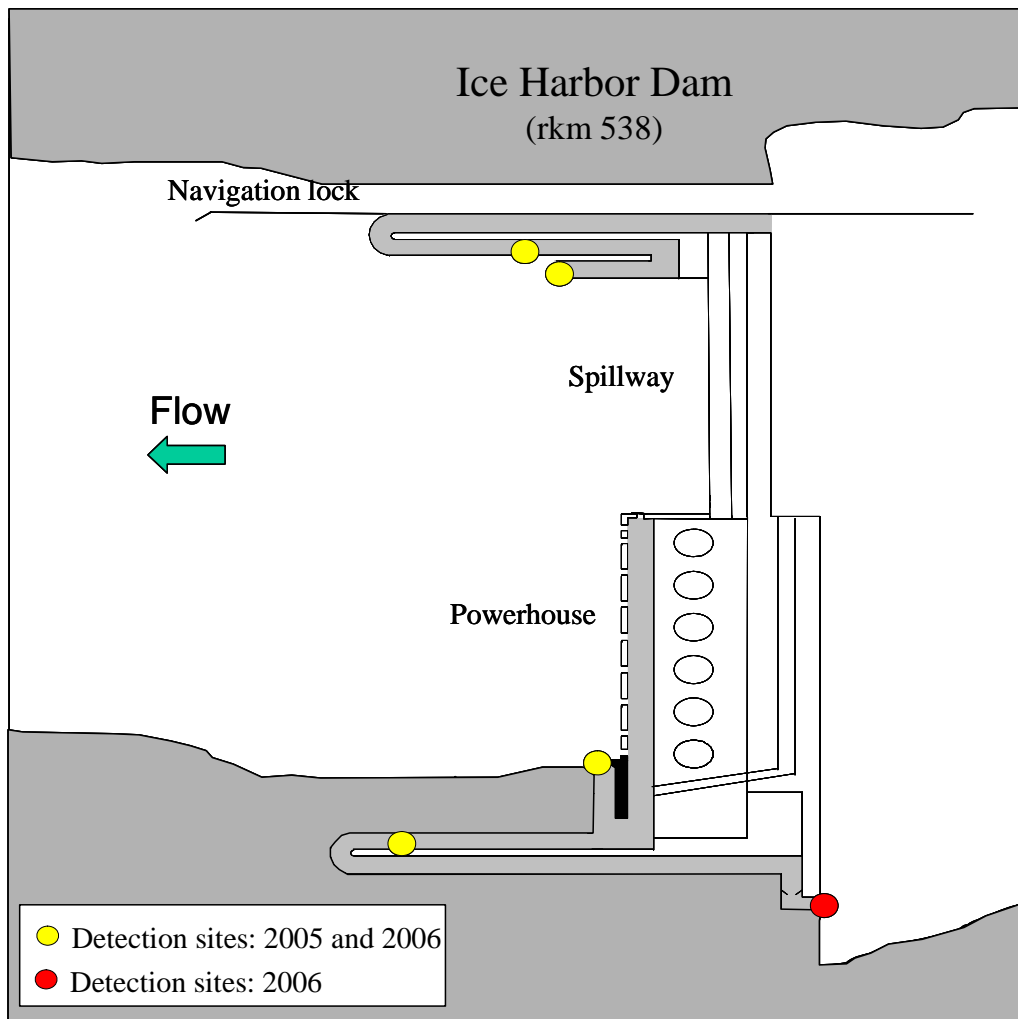 Ice Harbor Dam
(rkm 538)
Navigation lock
Spillway
Flow
Powerhouse
Detection sites: 2005 and 2006
Detection sites: 2006